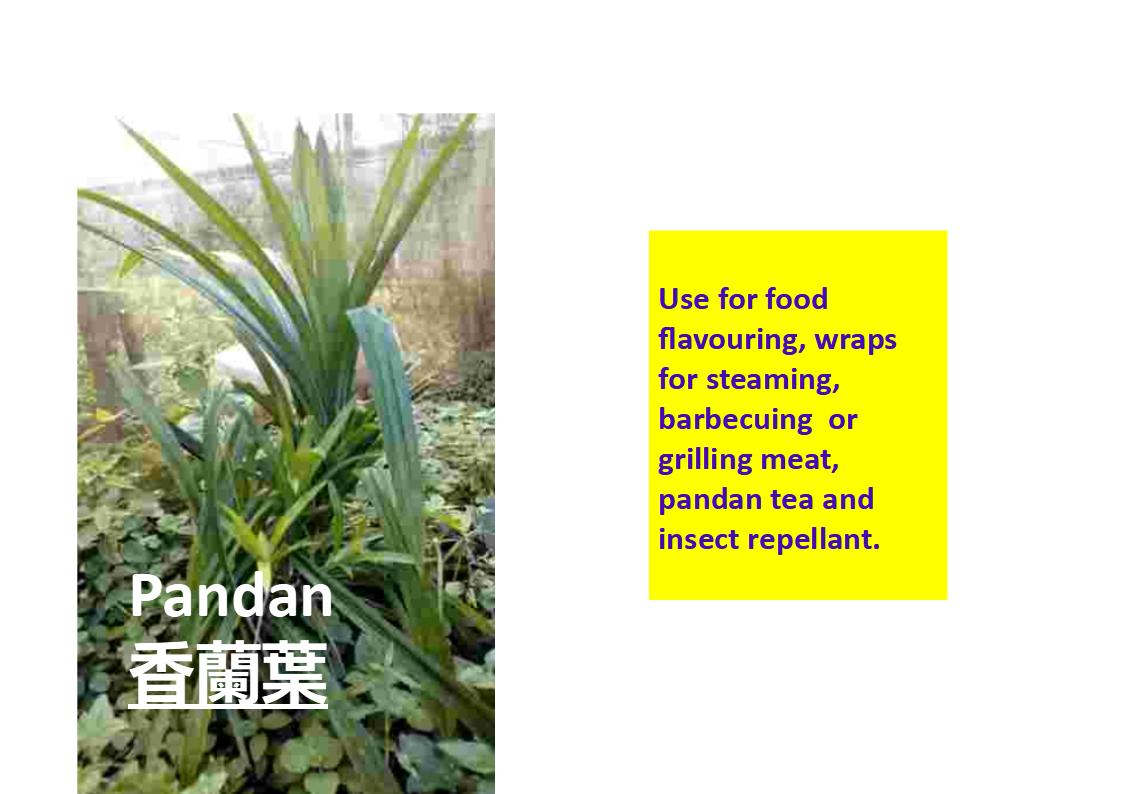 Pandan
香蘭葉
Use for food
flavouring, wraps
for steaming,
barbecuing  or
grilling meat,
pandan tea and
insect repellant.